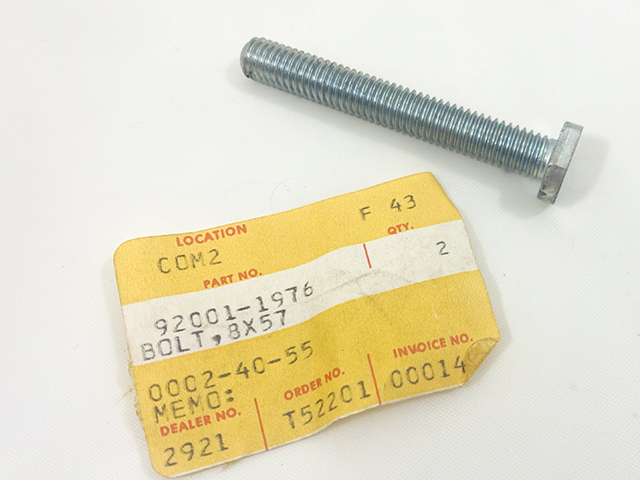 F 43
LOCATION
COM2
QTY.
PART NO.
2
92001-1976
BOLT,8X57
0002-40-55
MEMO:
INVOICE NO.
ORDER NO.
00014
DEALER NO.
T52201
2921